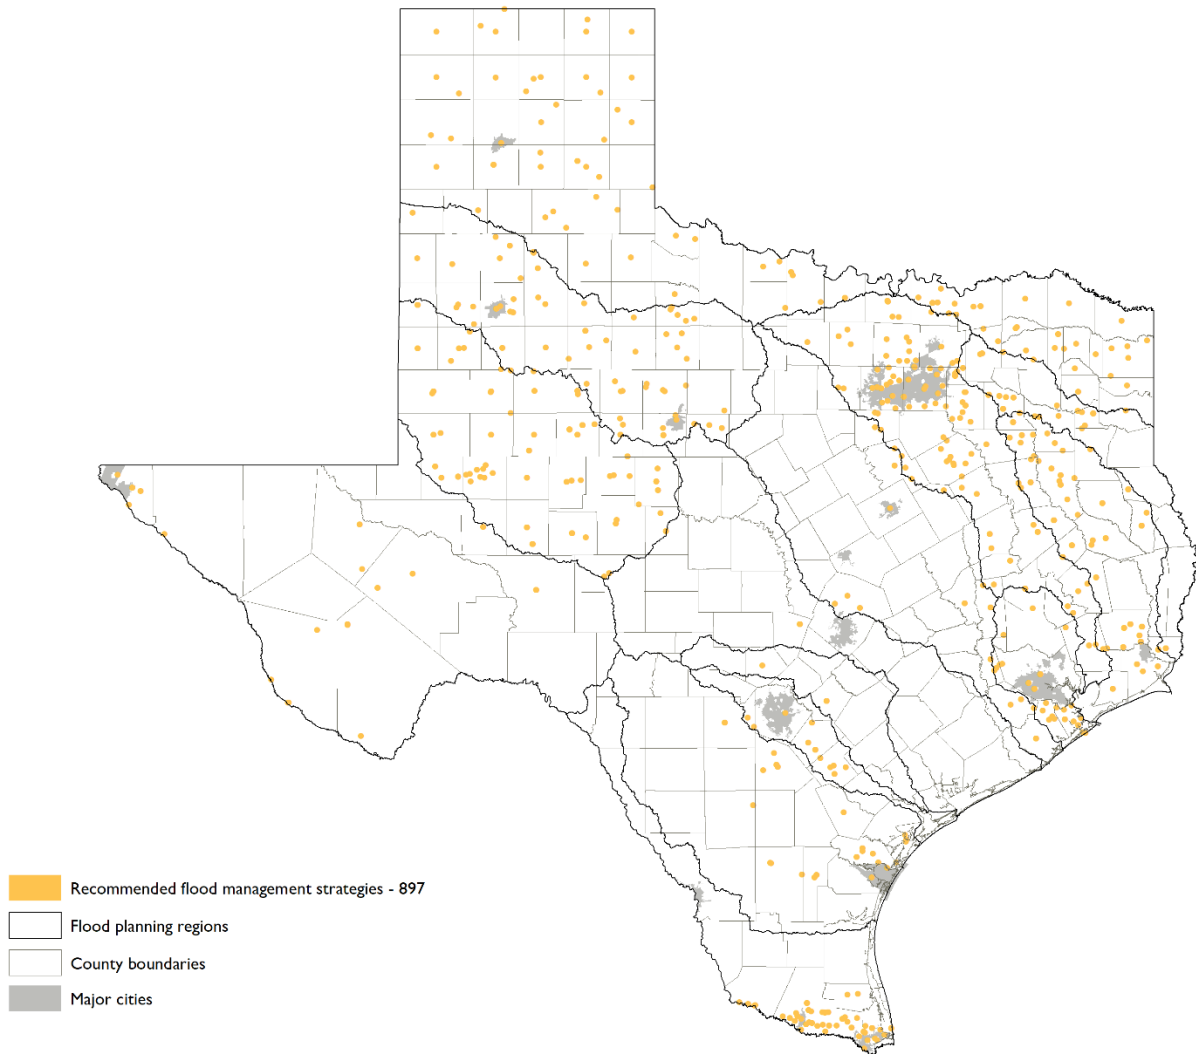 Recommended flood management strategies - 897
Flood planning regions
County boundaries
Major cities